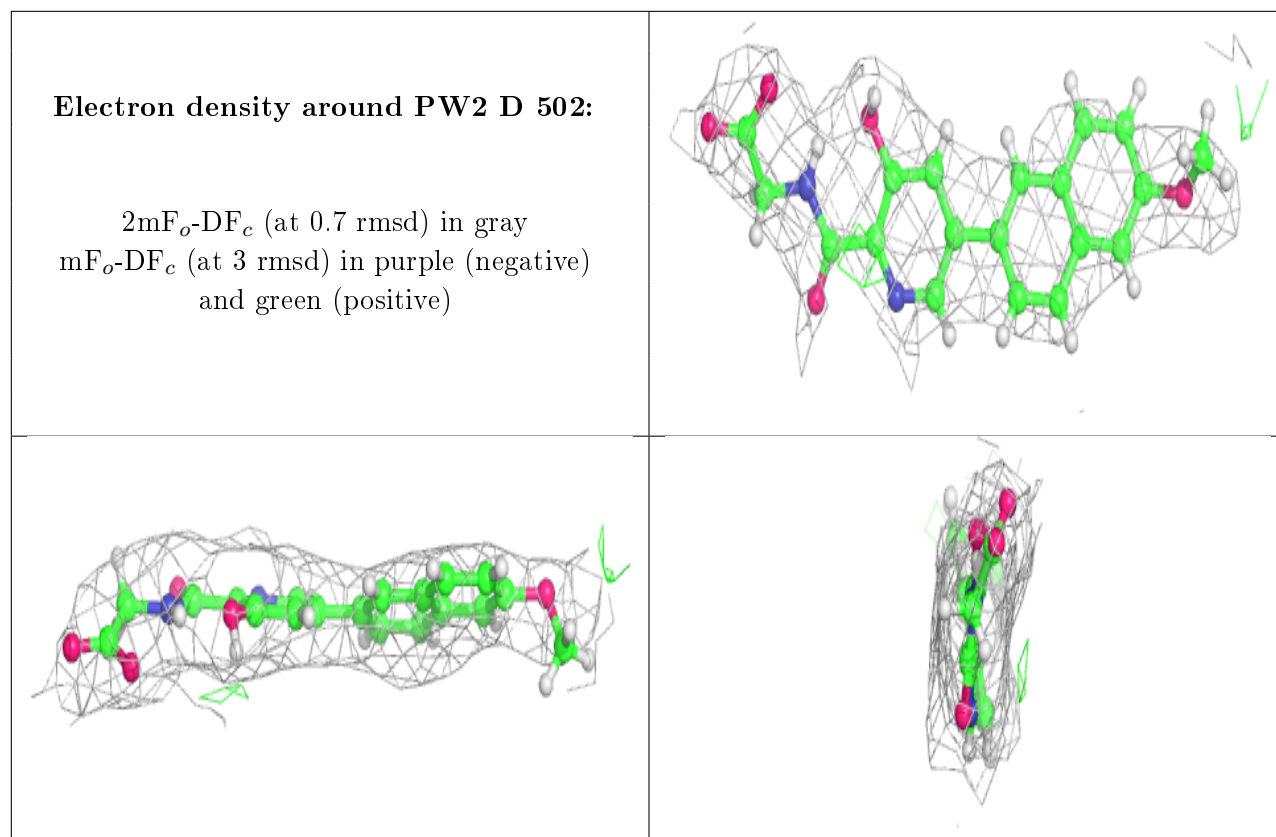 Electron density around PW2 D 502:
2mFo-DFc (at 0.7 rmsd) in gray
mFo-DFc (at 3 rmsd) in purple (negative)
and green (positive)